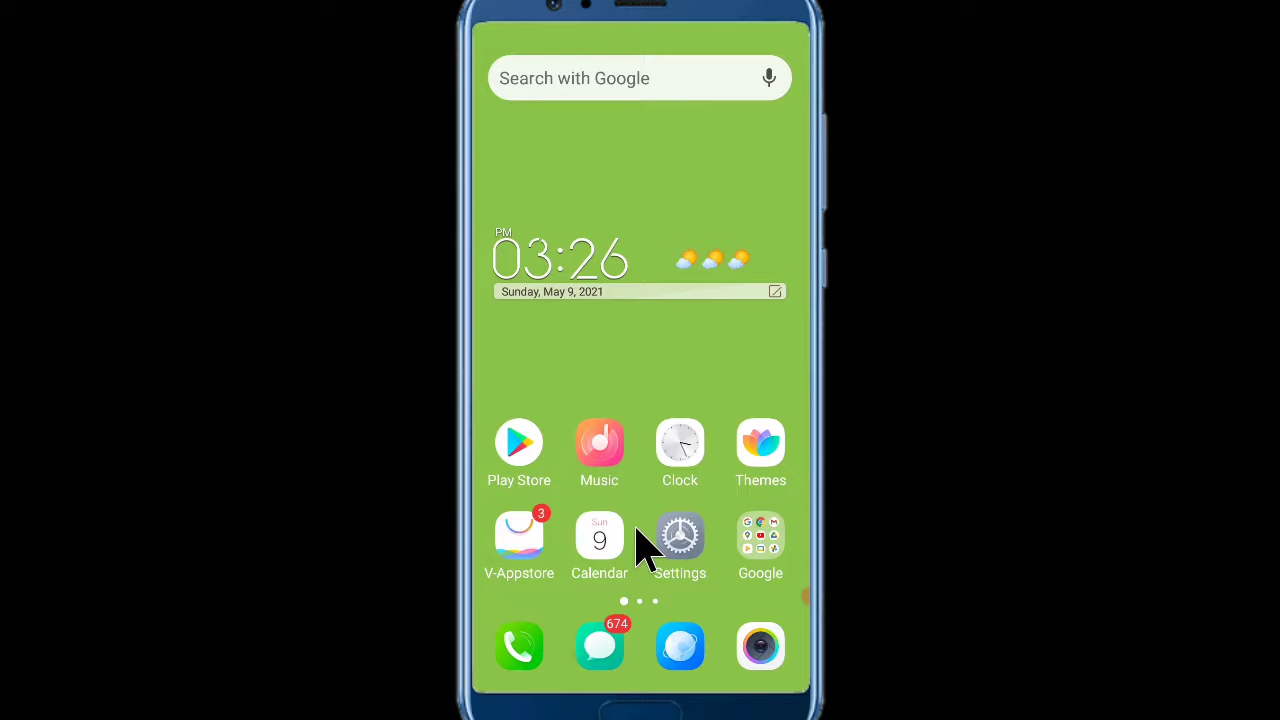 Search with Google
PM
03:26
Sunday, May 9, 2021
Play Store Music Clock Themes
3
Sun
9
V-Appstore Calendar Settings Google
674